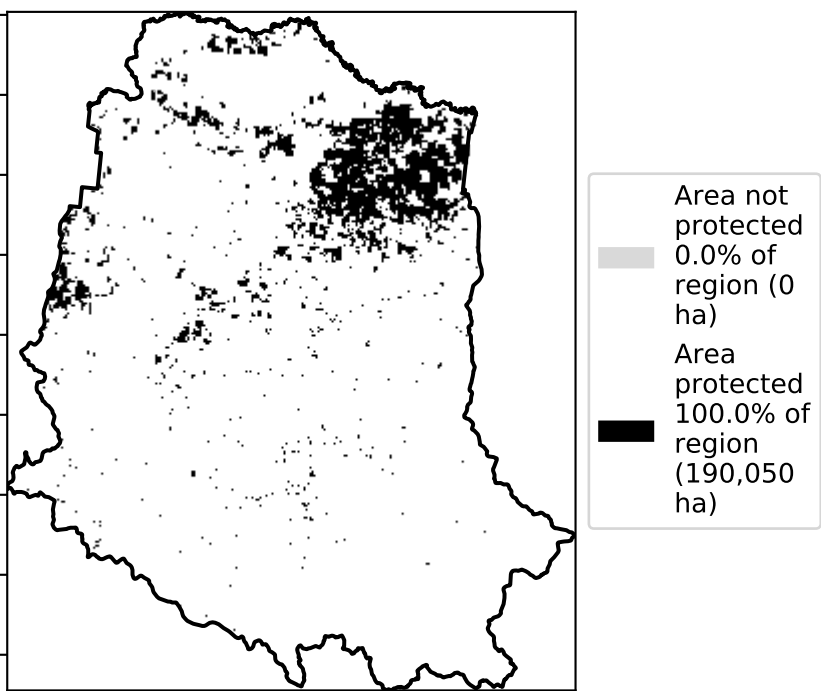 Area not
protected
0.0% of
region (0
ha)
Area
protected
100.0% of
region
(190,050
ha)